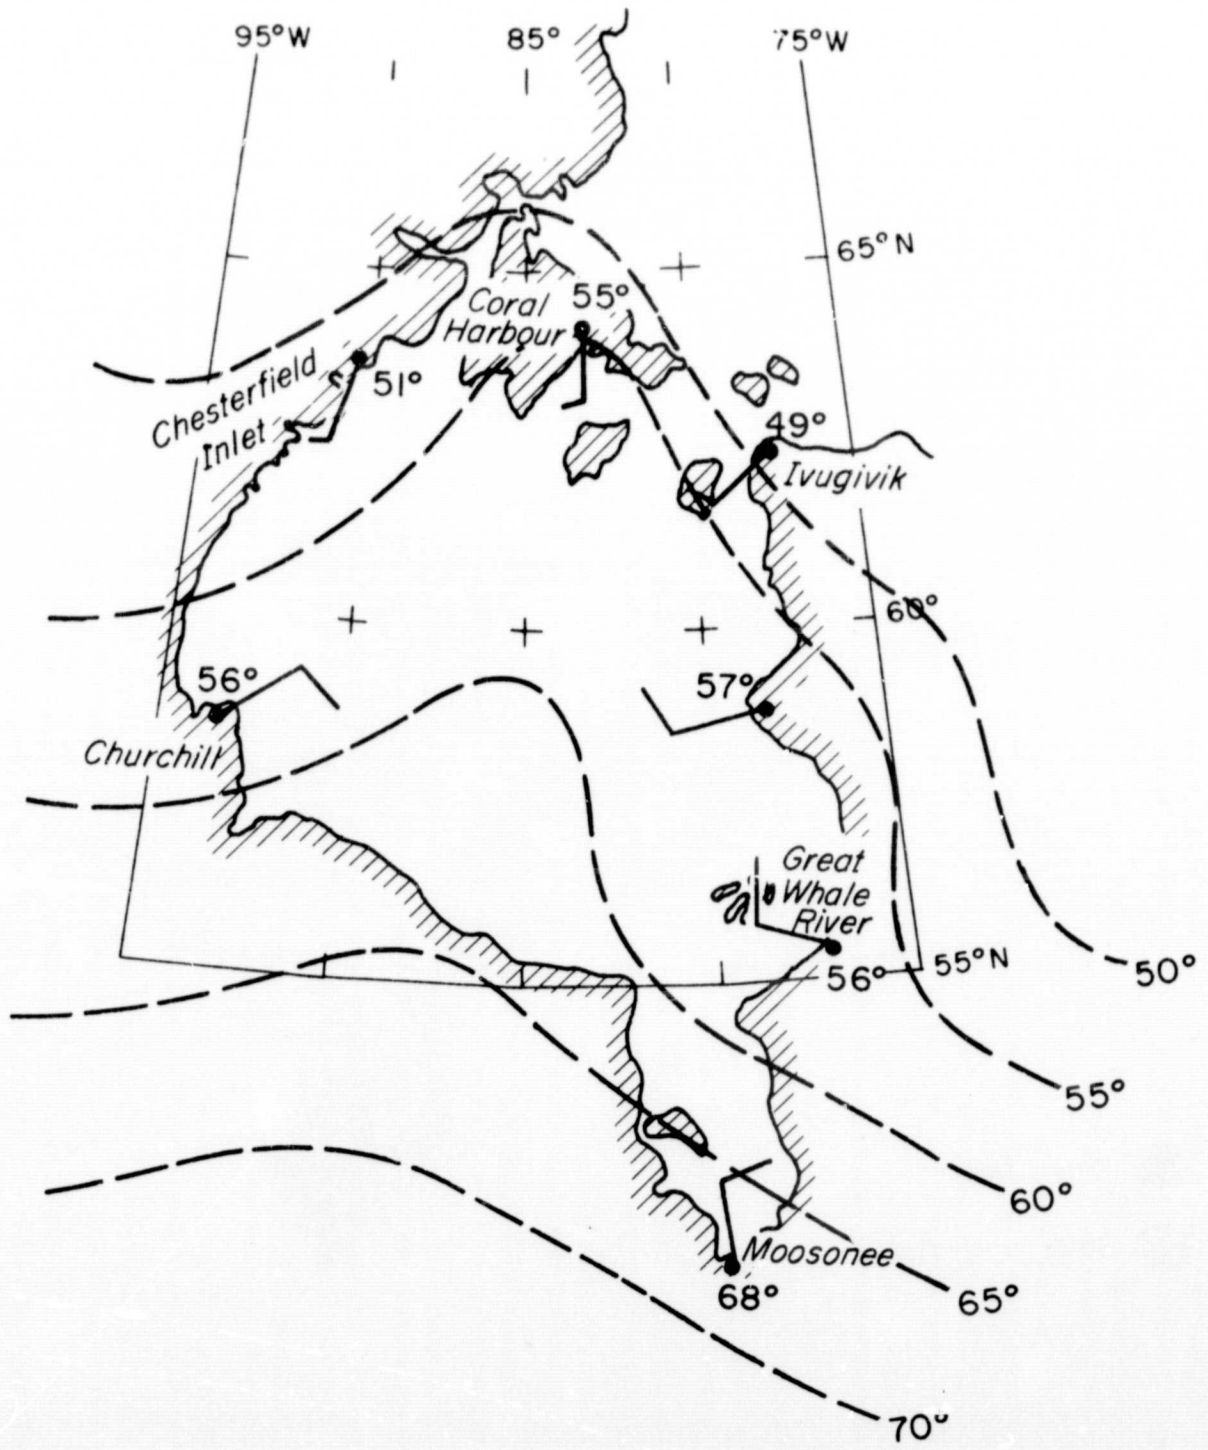 95°W
85°
75°W
65°N
Coral
Harbour
55°
Chesterfield
Inlet
51°
49°
Ivugivik
60°
56°
57°
Churchill
Great
Whale
River
56°
55°N
50°
55°
60°
Moosonee
68°
65°
70°